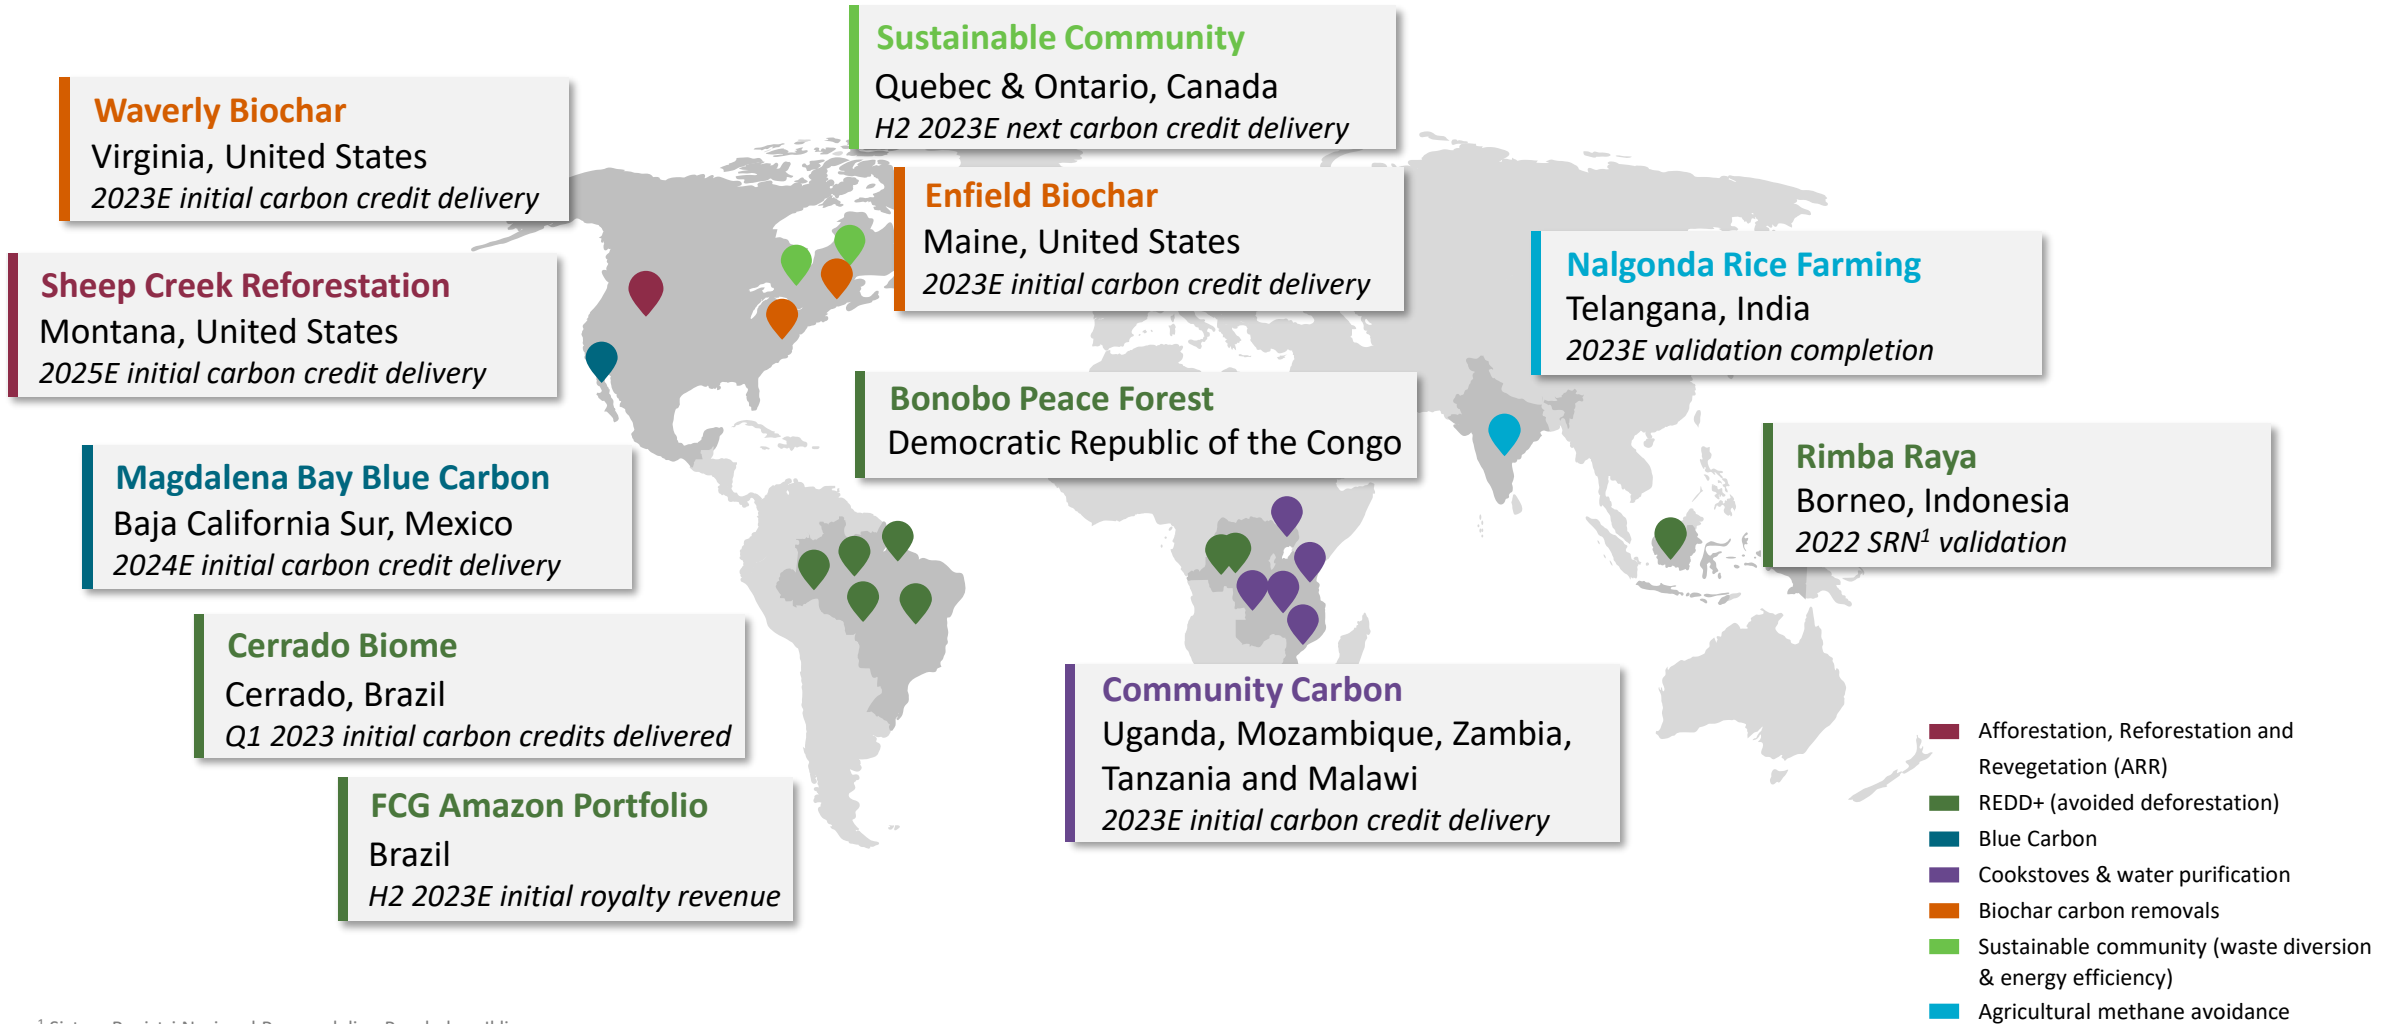 Sustainable Community
Quebec & Ontario, Canada
H2 2023E next carbon credit delivery
Waverly Biochar
Virginia, United States
2023E initial carbon credit delivery
Enfield Biochar
Maine, United States
2023E initial carbon credit delivery
Sheep Creek Reforestation
Montana, United States
2025E initial carbon credit delivery
Nalgonda Rice Farming
Telangana, India
2023E validation completion
Bonobo Peace Forest
Democratic Republic of the Congo
Magdalena Bay Blue Carbon
Baja California Sur, Mexico
2024E initial carbon credit delivery
Rimba Raya
Borneo, Indonesia
2022 SRN¹ validation
Cerrado Biome
Cerrado, Brazil
Q1 2023 initial carbon credits delivered
Community Carbon
Uganda, Mozambique, Zambia,
Tanzania and Malawi
2023E initial carbon credit delivery
FCG Amazon Portfolio
Brazil
H2 2023E initial royalty revenue
Afforestation, Reforestation and
Revegetation (ARR)
REDD+ (avoided deforestation)
Blue Carbon
Cookstoves & water purification
Biochar carbon removals
Sustainable community (waste diversion
& energy efficiency)
Agricultural methane avoidance